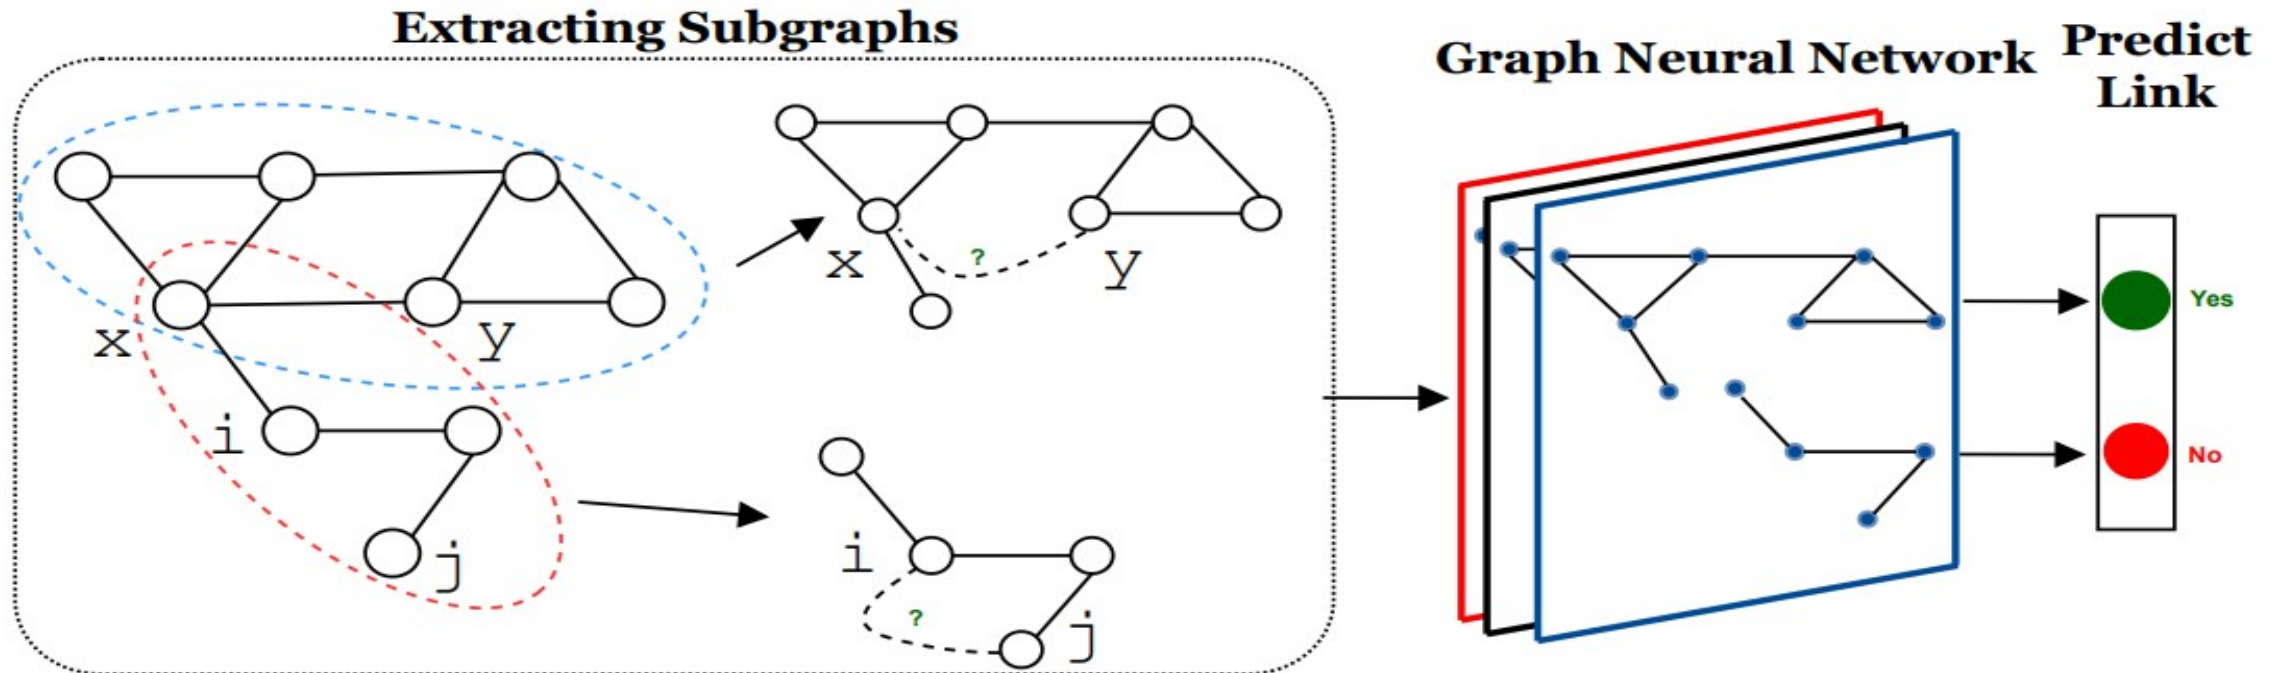 Extracting Subgraphs
x
y
i
j
x
?
y
i
?
j
Graph Neural Network
Predict
Link
Yes
No